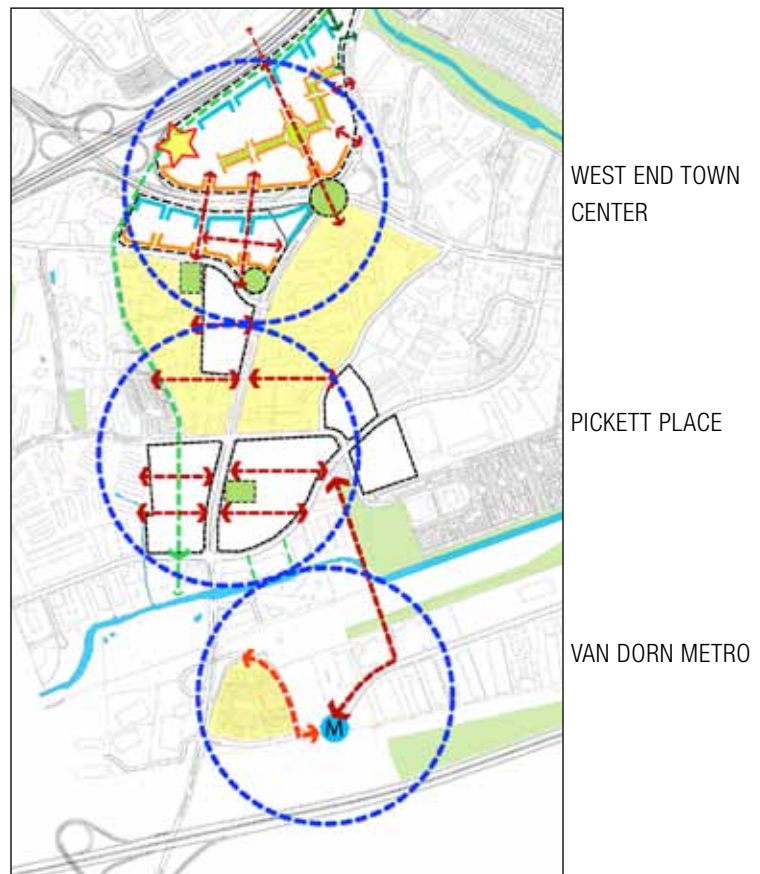 WEST END TOWN
CENTER
PICKETT PLACE
VAN DORN METRO
M